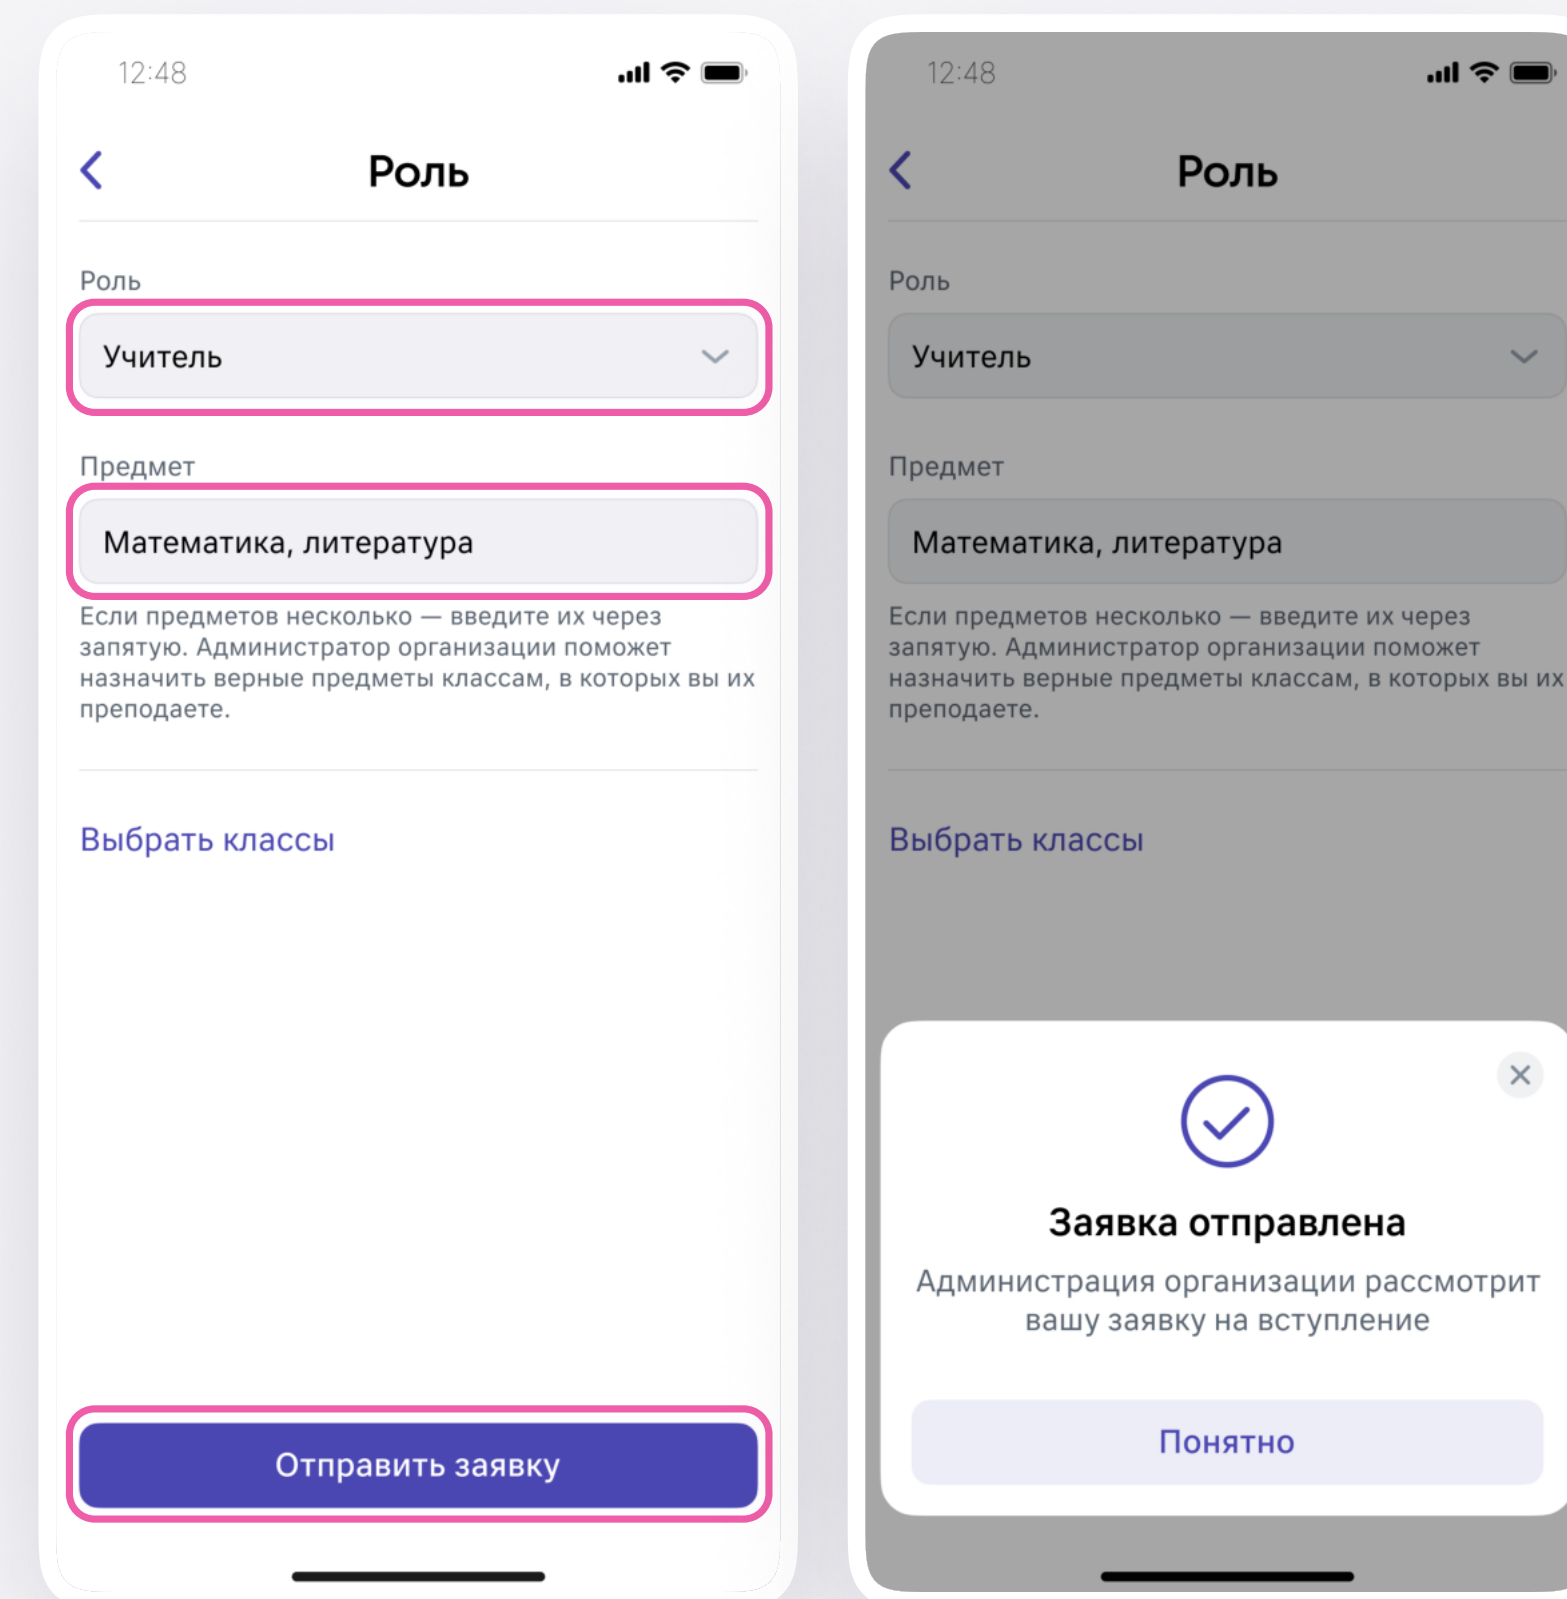 12:48
Роль
Роль
Учитель
Предмет
Математика, литература
Если предметов несколько — введите их через
запятую. Администратор организации поможет
назначить верные предметы классам, в которых вы их
преподаете.
Выбрать классы
Отправить заявку
12:48
Роль
Роль
Учитель
Предмет
Математика, литература
Если предметов несколько — введите их через
запятую. Администратор организации поможет
назначить верные предметы классам, в которых вы их
преподаете.
Выбрать классы
Заявка отправлена
Администрация организации рассмотрит
вашу заявку на вступление
Понятно